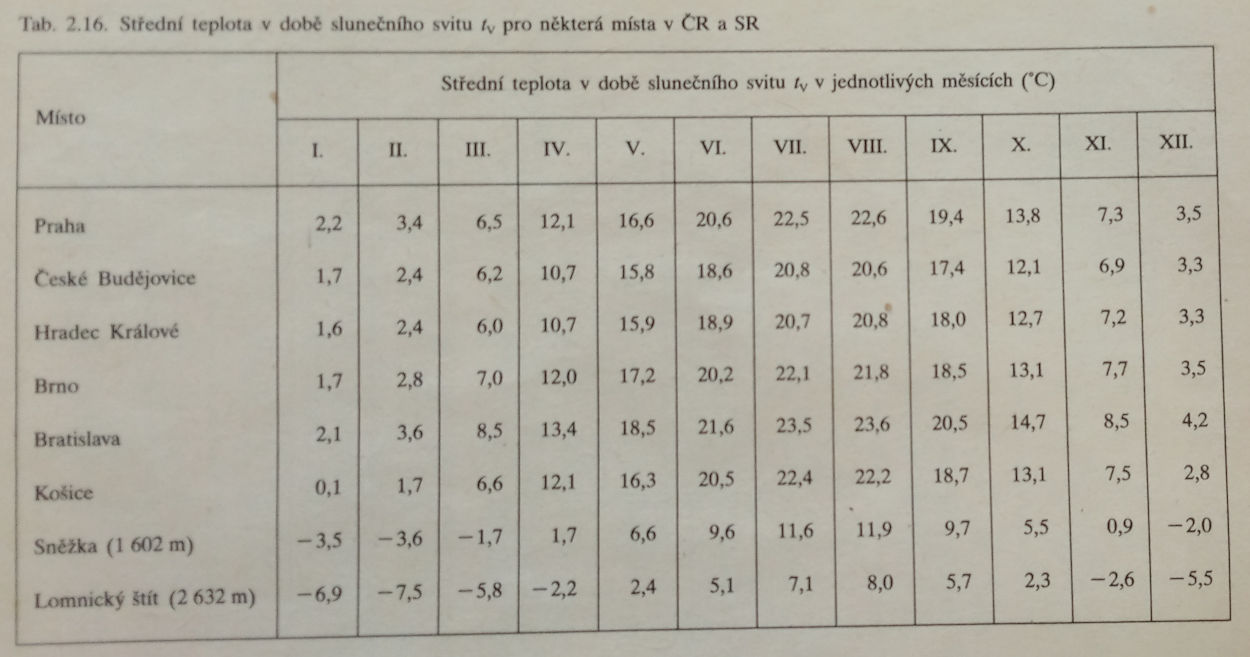 Tab. 2.16. Střední teplota v době slunečního svitu tv pro některá místa v ČR a SR
Místo
Střední teplota v době slunečního svitu tv v jednotlivých měsících (°C)
I. II. III. IV. V. VI. VII. VIII. IX. X. XI. XII.
Praha 2,2 3,4 6,5 12,1 16,6 20,6 22,5 22,6 19,4 13,8 7,3 3,5
České Budějovice 1,7 2,4 6,2 10,7 15,8 18,6 20,8 20,6 17,4 12,1 6,9 3,3
Hradec Králové 1,6 2,4 6,0 10,7 15,9 18,9 20,7 20,8 18,0 12,7 7,2 3,3
Brno 1,7 2,8 7,0 12,0 17,2 20,2 22,1 21,8 18,5 13,1 7,7 3,5
Bratislava 2,1 3,6 8,5 13,4 18,5 21,6 23,5 23,6 20,5 14,7 8,5 4,2
Košice 0,1 1,7 6,6 12,1 16,3 20,5 22,4 22,2 18,7 13,1 7,5 2,8
Sněžka (1 602 m) −3,5 −3,6 −1,7 1,7 6,6 9,6 11,6 11,9 9,7 5,5 0,9 −2,0
Lomnický štít (2 632 m) −6,9 −7,5 −5,8 −2,2 2,4 5,1 7,1 8,0 5,7 2,3 −2,6 −5,5